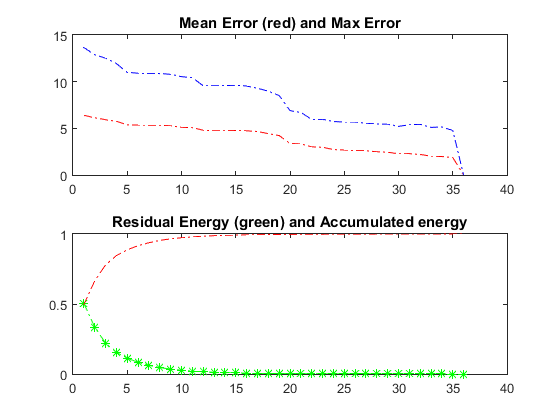 Mean Error (red) and Max Error
15
10
5
0
0 5 10 15 20 25 30 35 40
Residual Energy (green) and Accumulated energy
1
0.5
0
0 5 10 15 20 25 30 35 40